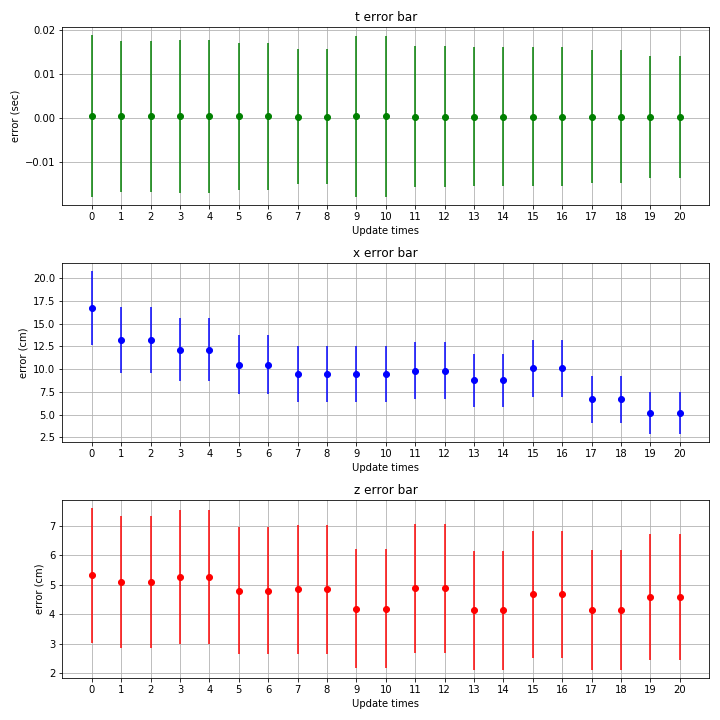 t error bar
0.02
0.01
0.00
−0.01
error (sec)
0 1 2 3 4 5 6 7 8 9 10 11 12 13 14 15 16 17 18 19 20
Update times
x error bar
20.0
17.5
15.0
12.5
10.0
7.5
5.0
2.5
error (cm)
0 1 2 3 4 5 6 7 8 9 10 11 12 13 14 15 16 17 18 19 20
Update times
z error bar
7
6
5
4
3
2
error (cm)
0 1 2 3 4 5 6 7 8 9 10 11 12 13 14 15 16 17 18 19 20
Update times